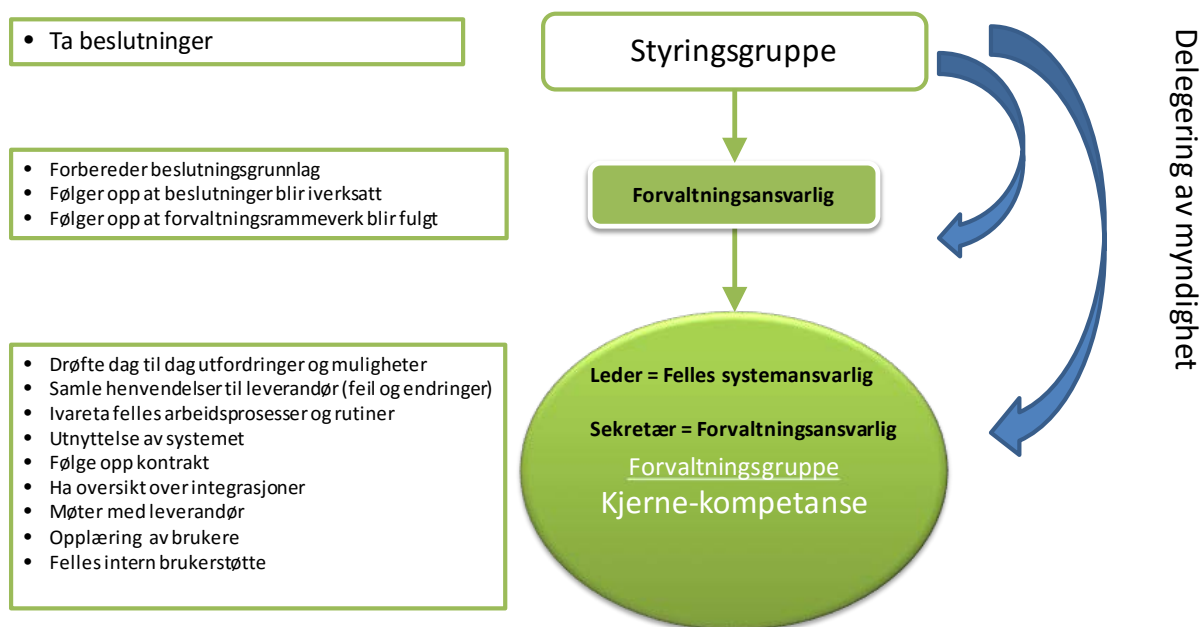 • Ta beslutninger
Styringsgruppe
• Forbereder beslutningsgrunnlag
• Følger opp at beslutninger blir iverksatt
• Følger opp at forvaltningsrammeverk blir fulgt
Forvaltningsansvarlig
• Drøfte dag til dag utfordringer og muligheter
• Samle henvendelser til leverandør (feil og endringer)
• Ivareta felles arbeidsprosesser og rutiner
• Utnyttelse av systemet
• Følge opp kontrakt
• Ha oversikt over integrasjoner
• Møter med leverandør
• Opplæring av brukere
• Felles intern brukerstøtte
Leder = Felles systemansvarlig
Sekretær = Forvaltningsansvarlig
Forvaltningsgruppe
Kjerne-kompetanse
Delegering av myndighet